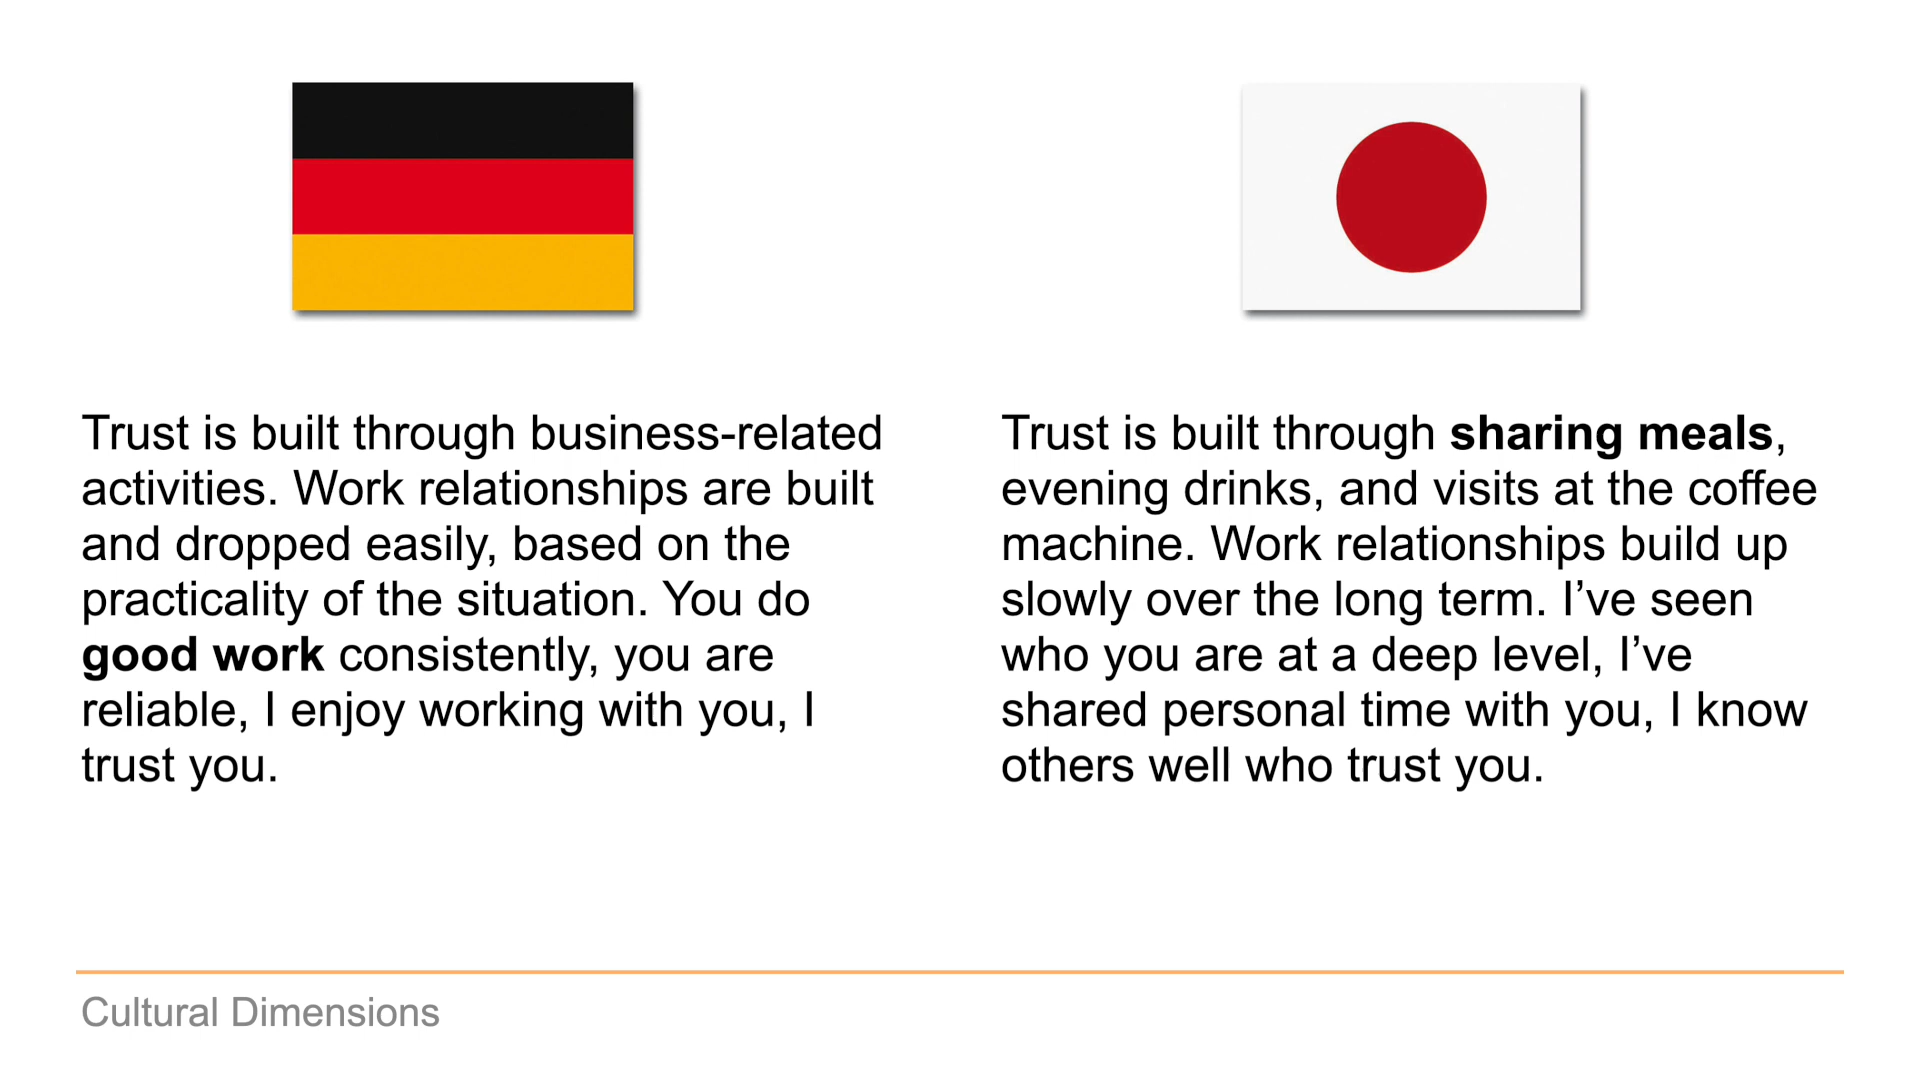 Trust is built through business-related
activities. Work relationships are built
and dropped easily, based on the
practicality of the situation. You do
good work consistently, you are
reliable, I enjoy working with you, I
trust you.
Trust is built through sharing meals,
evening drinks, and visits at the coffee
machine. Work relationships build up
slowly over the long term. I’ve seen
who you are at a deep level, I’ve
shared personal time with you, I know
others well who trust you.
Cultural Dimensions